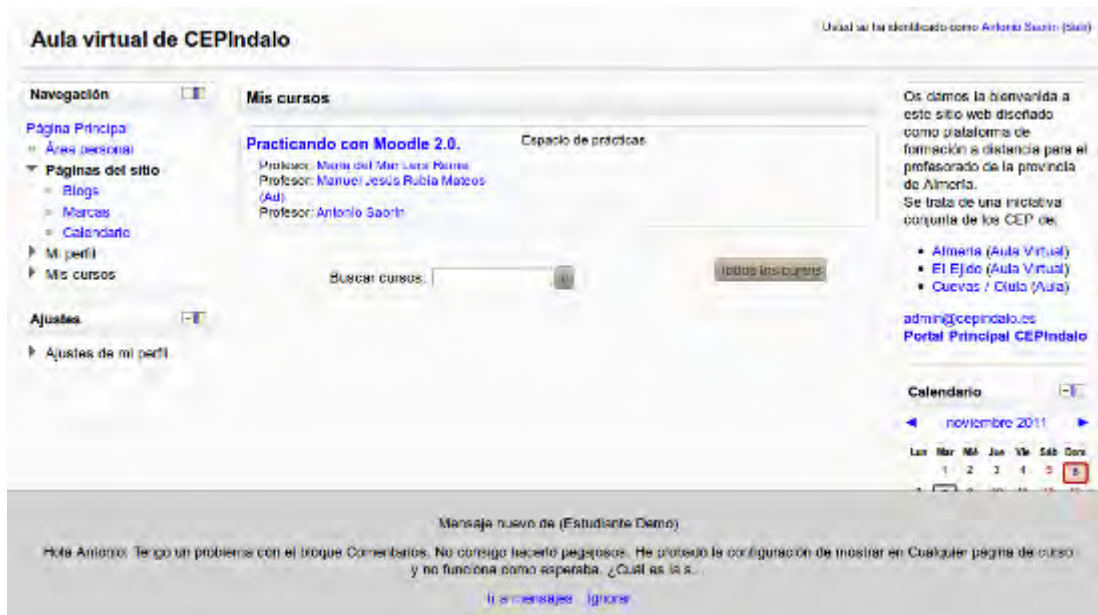 Aula virtual de CEPIndalo
Usted se ha identificado como Antonio Saorin (Salir)
Navegación
Página Principal
Área personal
Páginas del sitio
Blogs
Marcas
Calendario
Mi perfil
Mis cursos
Ajustes
Ajustes de mi perfil
Mis cursos
Practicando con Moodle 2.0.
Profesor: María del Mar
Profesor: Manuel Jesús Rubia Mateos
(Ad)
Profesor: Antonio Saorin
Espacio de prácticas
Buscar cursos:
Todos los cursos
Os damos la bienvenida a
este sitio web diseñado
como plataforma de
formación a distancia para el
profesorado de la provincia
de Almería.
Se trata de una iniciativa
conjunta de los CEP de:
Almería (Aula Virtual)
El Ejido (Aula Virtual)
Cuevas / Olula (Aula)
admin@cepindalo.es
Portal Principal CEPIndalo
Calendario
noviembre 2011
Lun Mar Mié Jue Vie Sáb Dom
1 2 3 4 5 6
Mensaje nuevo de (Estudiante Demo)
Hola Antonio: Tengo un problema con el bloque Comentarios. No consigo hacerlo pegajosos. He probado la configuración de mostrar en Cualquier página de curso
y no funciona como esperaba. ¿Cuál es la s...
Ir a mensajes Ignorar